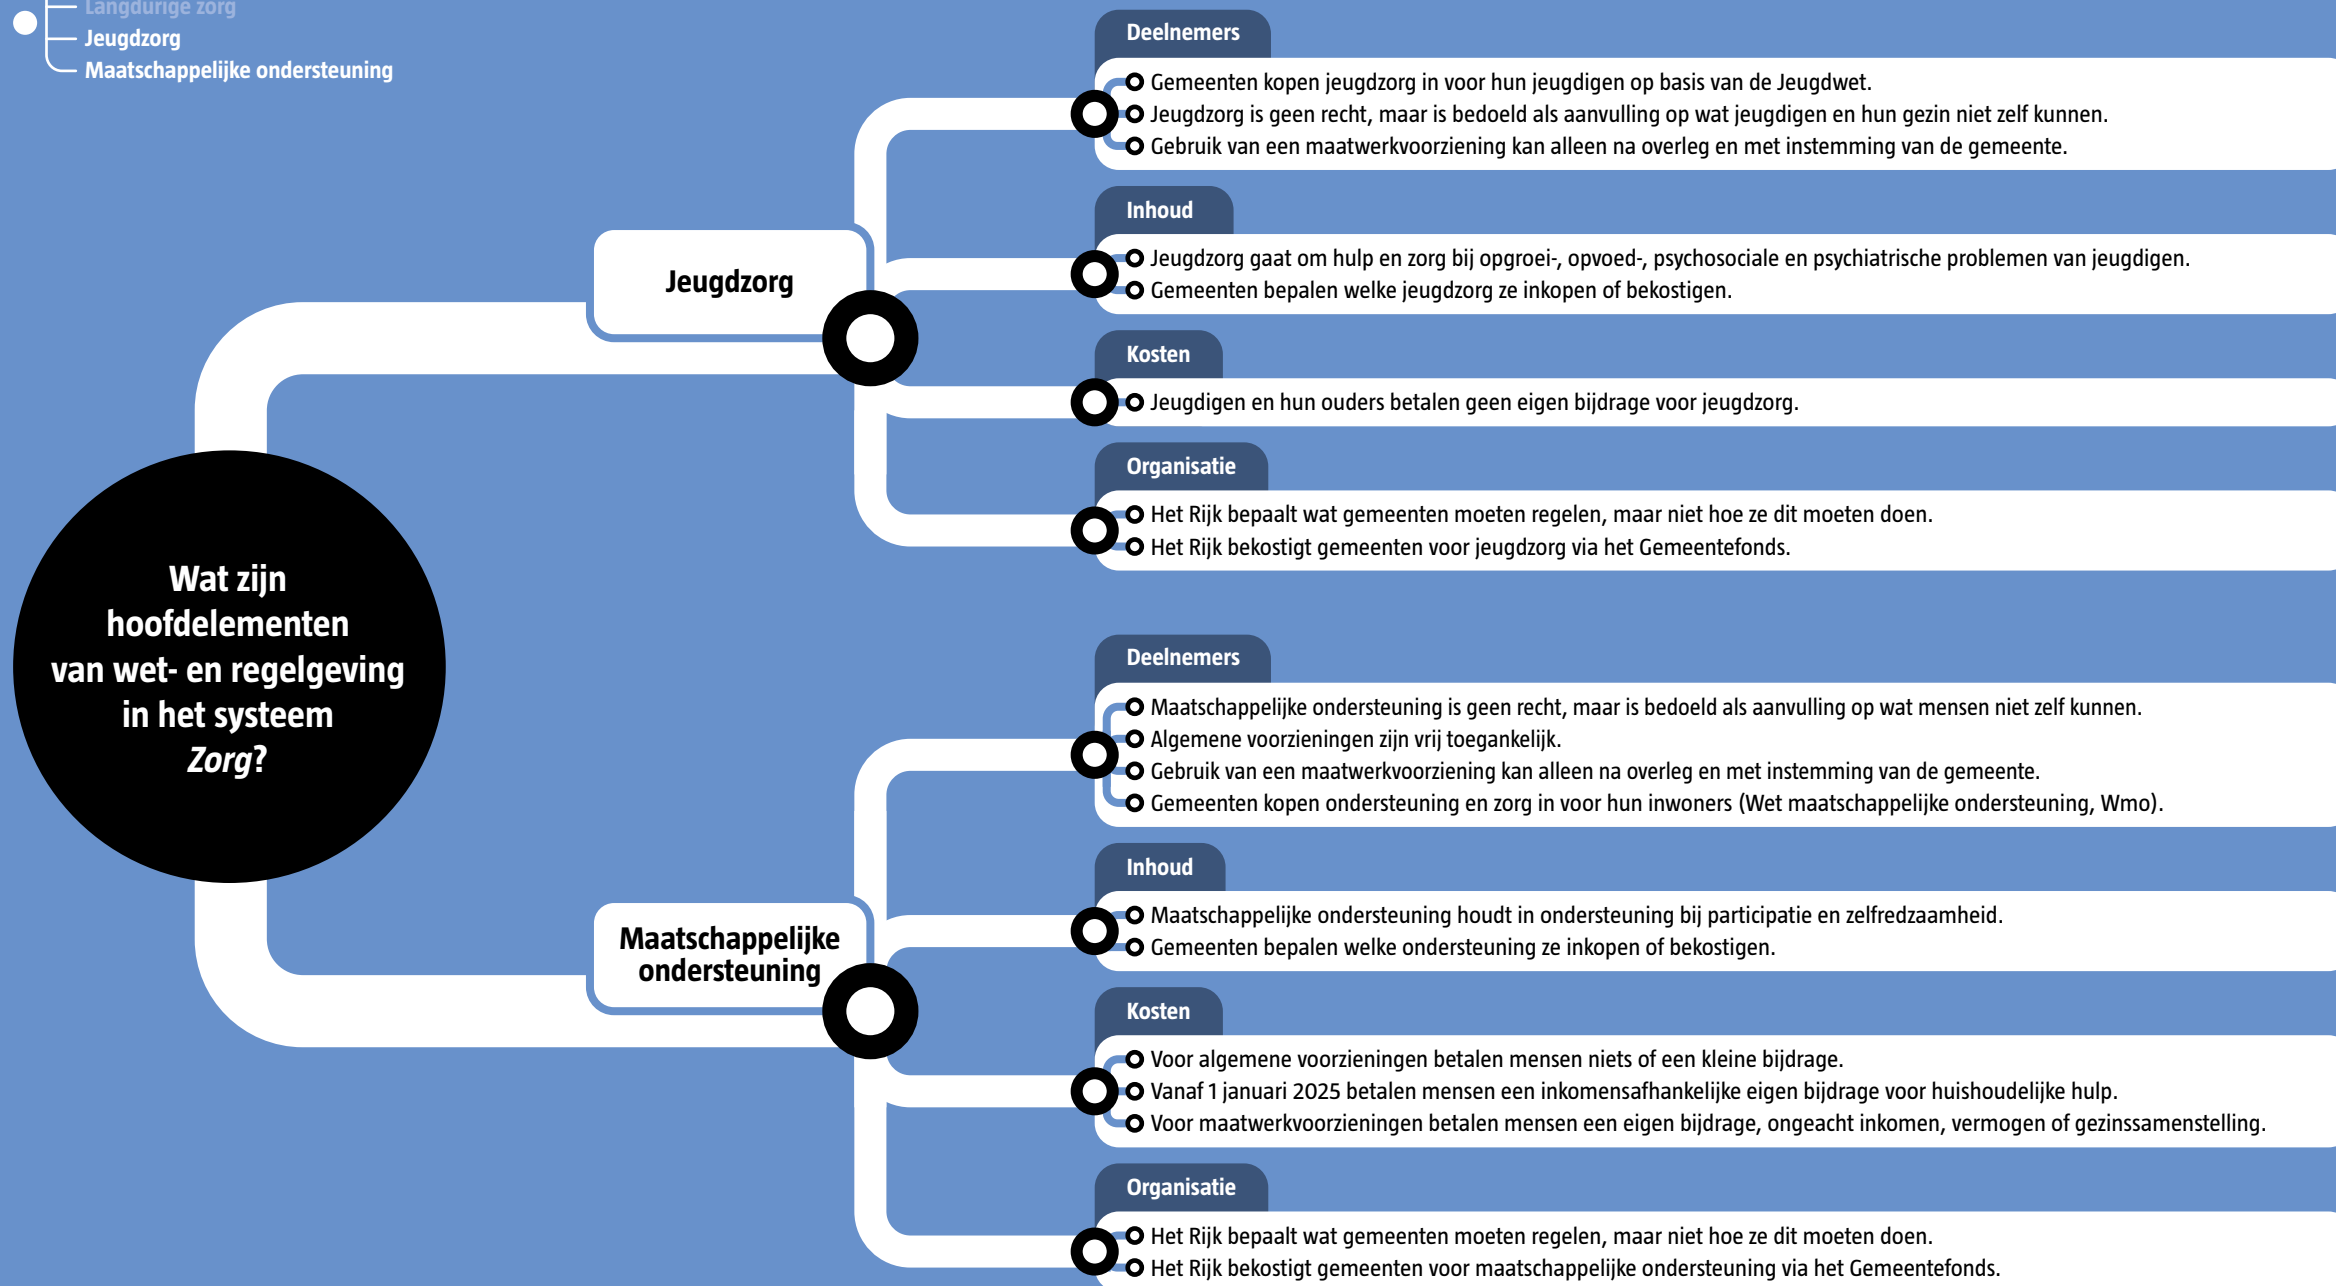 Langdurige zorg
Jeugdzorg
Maatschappelijke ondersteuning
Wat zijn
hoofdelementen
van wet- en regelgeving
in het systeem
Zorg?
Jeugdzorg
Deelnemers
Gemeenten kopen jeugdzorg in voor hun jeugdigen op basis van de Jeugdwet.
Jeugdzorg is geen recht, maar is bedoeld als aanvulling op wat jeugdigen en hun gezin niet zelf kunnen.
Gebruik van een maatwerkvoorziening kan alleen na overleg en met instemming van de gemeente.
Inhoud
Jeugdzorg gaat om hulp en zorg bij opgroei-, opvoed-, psychosociale en psychiatrische problemen van jeugdigen.
Gemeenten bepalen welke jeugdzorg ze inkopen of bekostigen.
Kosten
Jeugdigen en hun ouders betalen geen eigen bijdrage voor jeugdzorg.
Organisatie
Het Rijk bepaalt wat gemeenten moeten regelen, maar niet hoe ze dit moeten doen.
Het Rijk bekostigt gemeenten voor jeugdzorg via het Gemeentefonds.
Maatschappelijke
ondersteuning
Deelnemers
Maatschappelijke ondersteuning is geen recht, maar is bedoeld als aanvulling op wat mensen niet zelf kunnen.
Algemene voorzieningen zijn vrij toegankelijk.
Gebruik van een maatwerkvoorziening kan alleen na overleg en met instemming van de gemeente.
Gemeenten kopen ondersteuning en zorg in voor hun inwoners (Wet maatschappelijke ondersteuning, Wmo).
Inhoud
Maatschappelijke ondersteuning houdt in ondersteuning bij participatie en zelfredzaamheid.
Gemeenten bepalen welke ondersteuning ze inkopen of bekostigen.
Kosten
Voor algemene voorzieningen betalen mensen niets of een kleine bijdrage.
Vanaf 1 januari 2025 betalen mensen een inkomensafhankelijke eigen bijdrage voor huishoudelijke hulp.
Voor maatwerkvoorzieningen betalen mensen een eigen bijdrage, ongeacht inkomen, vermogen of gezinssamenstelling.
Organisatie
Het Rijk bepaalt wat gemeenten moeten regelen, maar niet hoe ze dit moeten doen.
Het Rijk bekostigt gemeenten voor maatschappelijke ondersteuning via het Gemeentefonds.